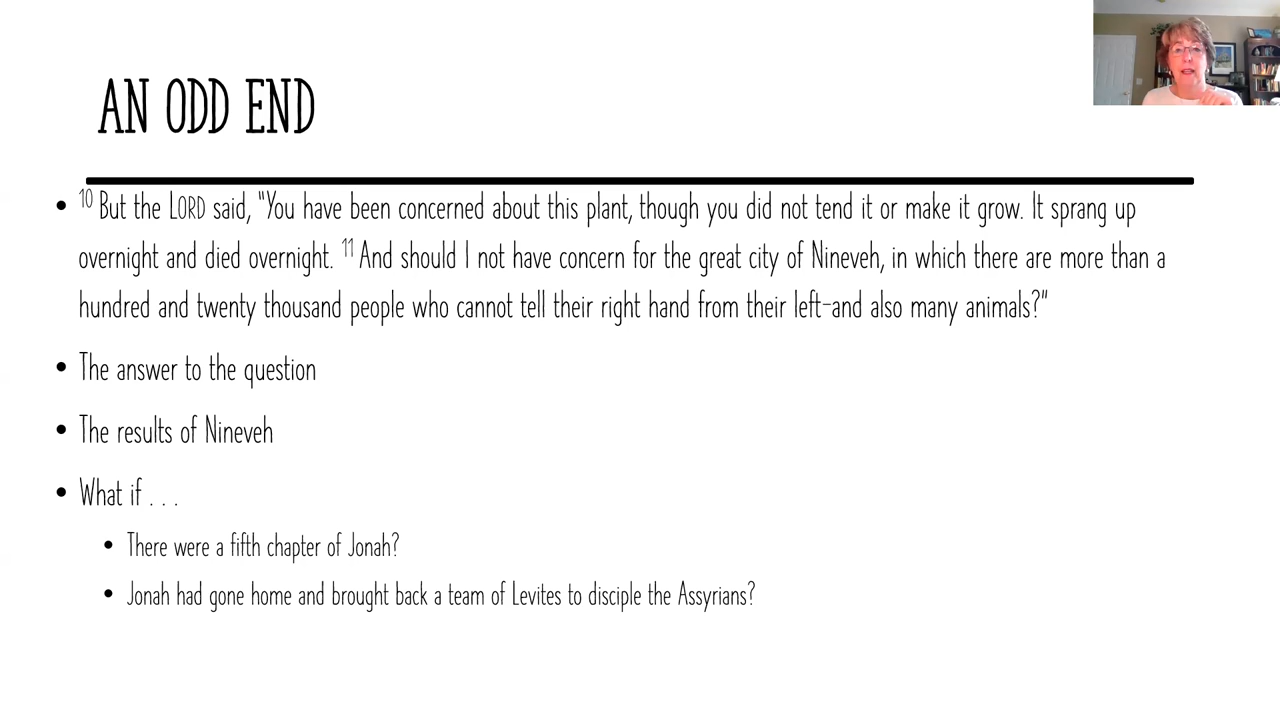 AN ODD END
• ¹⁰ But the LORD said, "You have been concerned about this plant, though you did not tend it or make it grow. It sprang up
overnight and died overnight. ¹¹ And should I not have concern for the great city of Nineveh, in which there are more than a
hundred and twenty thousand people who cannot tell their right hand from their left–and also many animals?"
• The answer to the question
• The results of Nineveh
• What if . . .
• There were a fifth chapter of Jonah?
• Jonah had gone home and brought back a team of Levites to disciple the Assyrians?